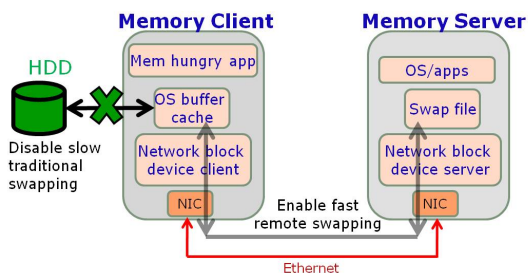 Memory Client
Memory Server
HDD
Mem hungry app
OS buffer
cache
Disable slow
traditional
swapping
Network block
device client
NIC
Enable fast
remote swapping
OS/apps
Swap file
Network block
device server
NIC
Ethernet